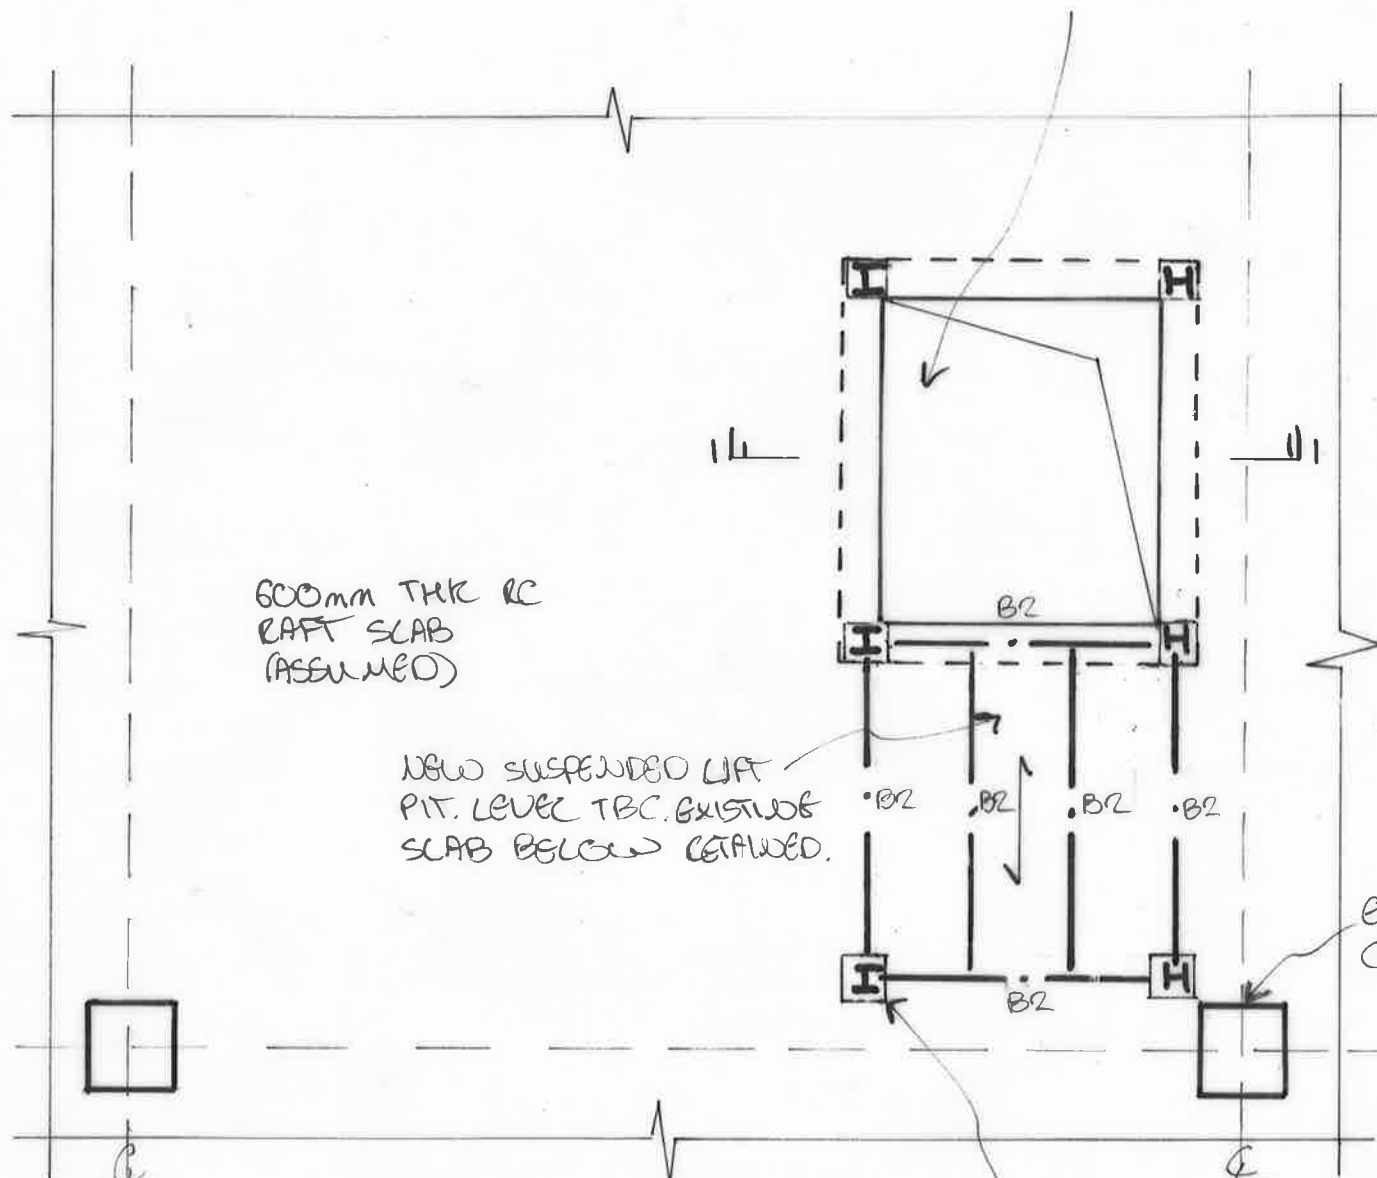 600mm THK RC
RAFT SLAB
(ASSUMED)
B2
NEW SUSPENDED LIFT
PIT. LEVEL TBC. EXISTING
SLAB BELOW RETAINED.
B2
B2
B2
B2
B2